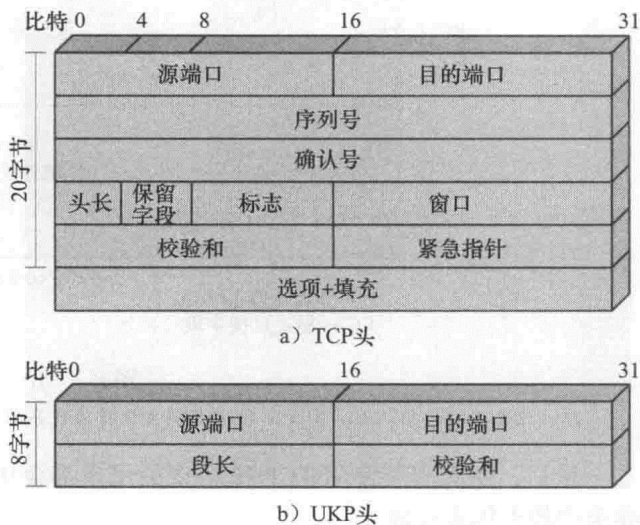 比特 0 4 8 16 31
源端口 目的端口
序列号
确认号
头长 保留字段 标志 窗口
校验和 紧急指针
选项+填充
20字节
a) TCP头
比特0 16 31
源端口 目的端口
段长 校验和
8字节
b) UKP头